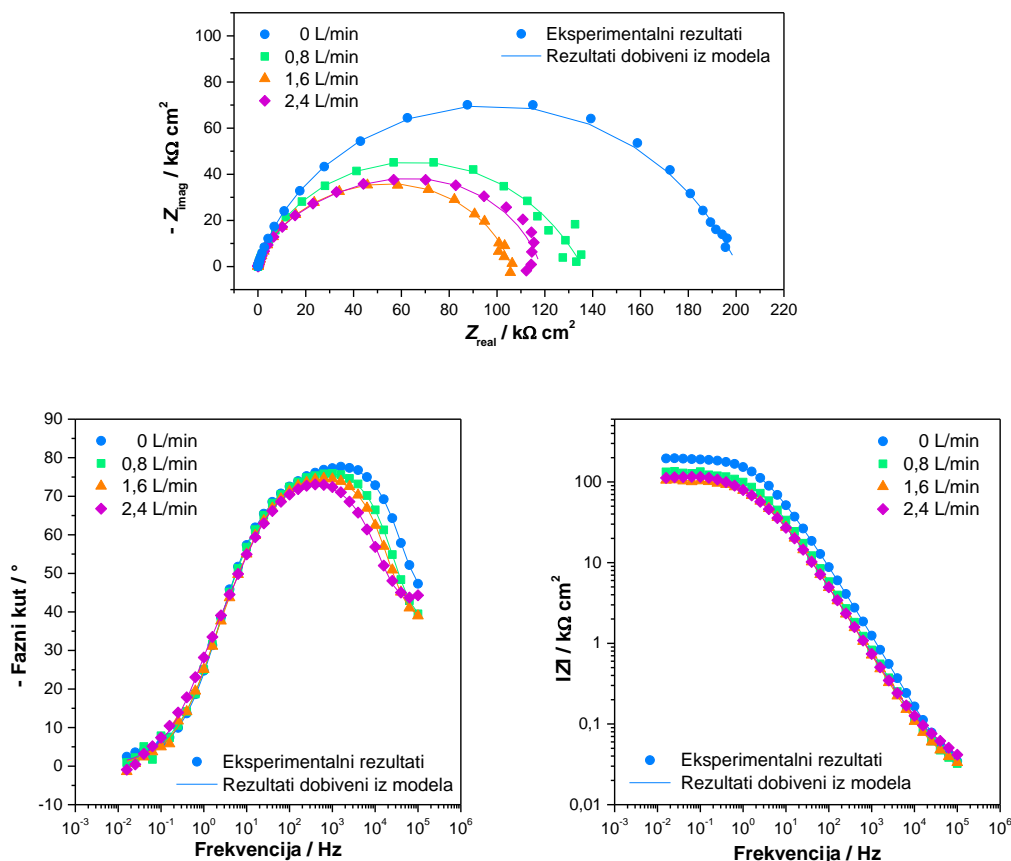 100
80
60
40
20
0
- Zimag / kΩ cm²
0 L/min
0,8 L/min
1,6 L/min
2,4 L/min
Eksperimentalni rezultati
Rezultati dobiveni iz modela
0 20 40 60 80 100 120 140 160 180 200 220
Zreal / kΩ cm²
90
80
70
60
50
40
30
20
10
0
-10
- Fazni kut / °
0 L/min
0,8 L/min
1,6 L/min
2,4 L/min
Eksperimentalni rezultati
Rezultati dobiveni iz modela
10⁻³ 10⁻² 10⁻¹ 10⁰ 10¹ 10² 10³ 10⁴ 10⁵ 10⁶
Frekvencija / Hz
100
10
1
0,1
0,01
IZI / kΩ cm²
0 L/min
0,8 L/min
1,6 L/min
2,4 L/min
Eksperimentalni rezultati
Rezultati dobiveni iz modela
10⁻³ 10⁻² 10⁻¹ 10⁰ 10¹ 10² 10³ 10⁴ 10⁵ 10⁶
Frekvencija / Hz